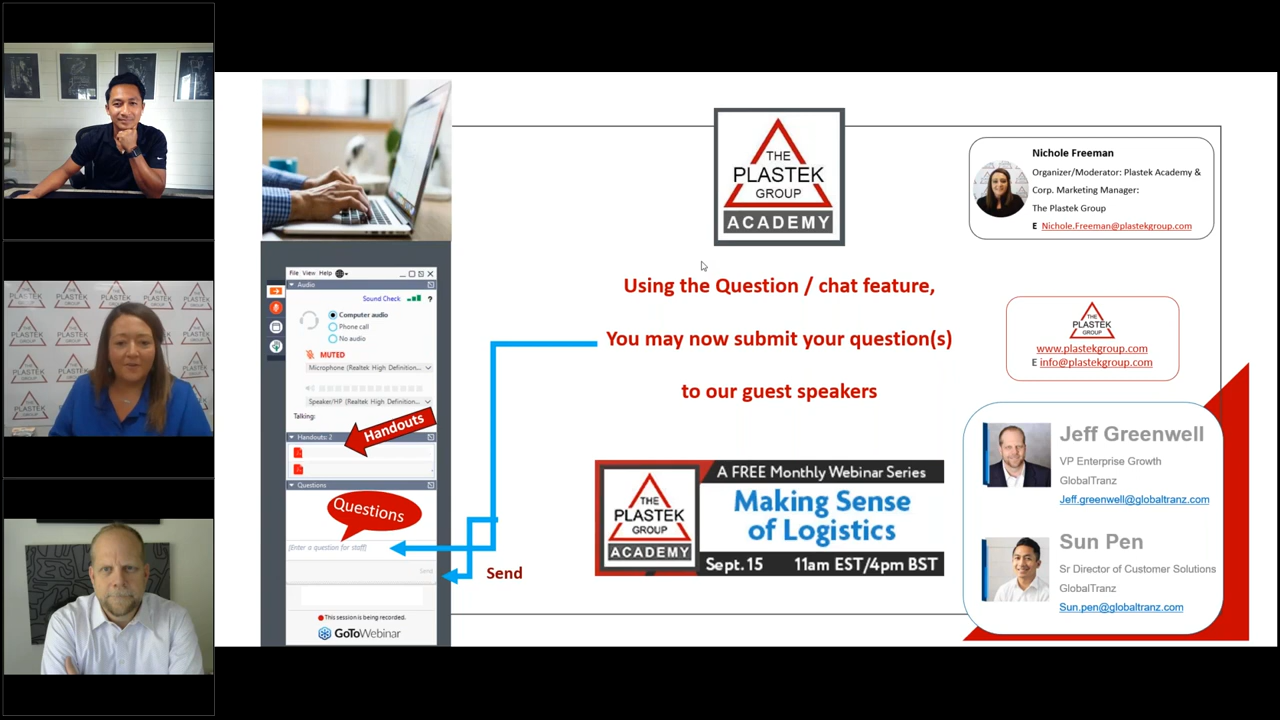 THE
PLASTEK
GROUP
ACADEMY
Using the Question / chat feature,
You may now submit your question(s)
to our guest speakers
File View Help
Audio
Sound Check
?
Computer audio
Phone call
No audio
MUTED
Microphone (Realtek High Definition...
Speaker/HP (Realtek High Definition...
Talking:
Handouts
Handouts: 2
Questions
Questions
[Enter a question for staff]
Send
Send
This session is being recorded.
GoToWebinar
THE
PLASTEK
GROUP
ACADEMY
A FREE Monthly Webinar Series
Making Sense
of Logistics
Sept. 15 11am EST/4pm BST
Nichole Freeman
Organizer/Moderator: Plastek Academy &
Corp. Marketing Manager:
The Plastek Group
E Nichole.Freeman@plastekgroup.com
THE
PLASTEK
GROUP
www.plastekgroup.com
E info@plastekgroup.com
Jeff Greenwell
VP Enterprise Growth
GlobalTranz
Jeff.greenwell@globaltranz.com
Sun Pen
Sr Director of Customer Solutions
GlobalTranz
Sun.pen@globaltranz.com